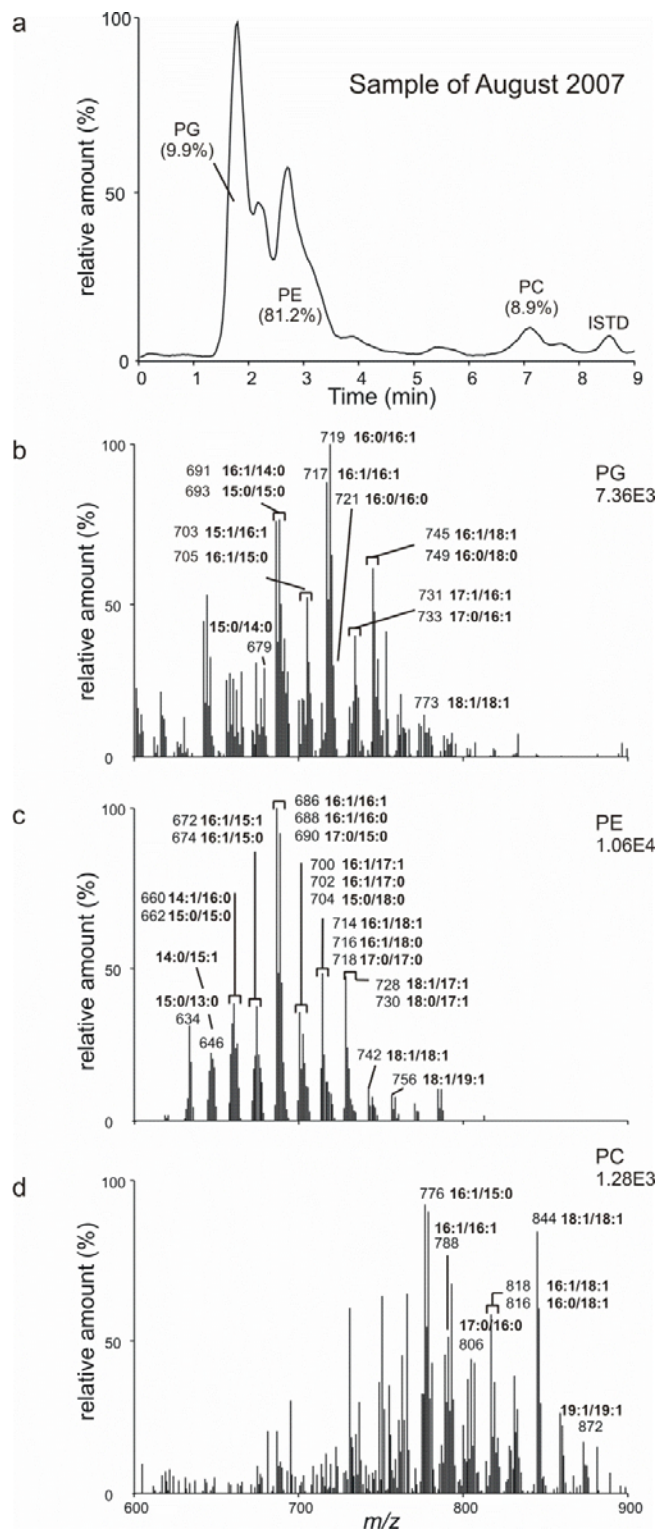 a
100
50
0
relative amount (%)
Sample of August 2007
PG
(9.9%)
PE
(81.2%)
PC
(8.9%)
ISTD
0 1 2 3 4 5 6 7 8 9
Time (min)
b
100
50
0
relative amount (%)
PG
7.36E3
719 16:0/16:1
717 16:1/16:1
721 16:0/16:0
691 16:1/14:0
693 15:0/15:0
703 15:1/16:1
705 16:1/15:0
15:0/14:0
679
745 16:1/18:1
749 16:0/18:0
731 17:1/16:1
733 17:0/16:1
773 18:1/18:1
c
100
50
0
relative amount (%)
PE
1.06E4
686 16:1/16:1
688 16:1/16:0
690 17:0/15:0
672 16:1/15:1
674 16:1/15:0
700 16:1/17:1
702 16:1/17:0
704 15:0/18:0
660 14:1/16:0
662 15:0/15:0
714 16:1/18:1
716 16:1/18:0
718 17:0/17:0
14:0/15:1
646
15:0/13:0
634
728 18:1/17:1
730 18:0/17:1
742 18:1/18:1
756 18:1/19:1
d
100
50
0
relative amount (%)
PC
1.28E3
776 16:1/15:0
16:1/16:1
788
844 18:1/18:1
818 16:1/18:1
816 16:0/18:1
17:0/16:0
806
19:1/19:1
872
600 700 800 900
m/z